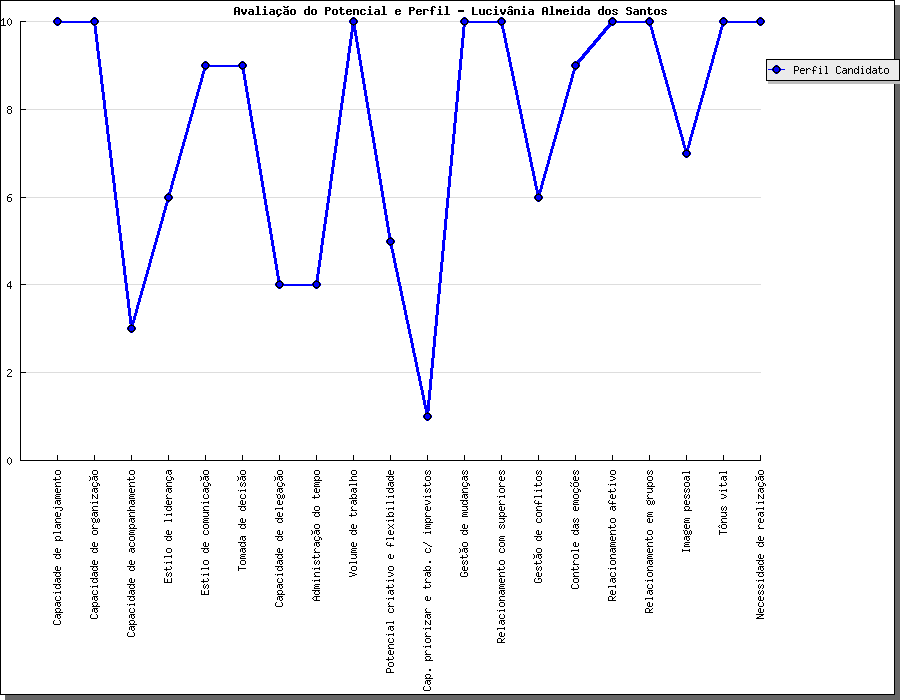 Avaliação do Potencial e Perfil - Lucivânia Almeida dos Santos
Perfil Candidato
10
8
6
4
2
0
Capacidade de planejamento
Capacidade de organização
Capacidade de acompanhamento
Estilo de liderança
Estilo de comunicação
Tomada de decisão
Capacidade de delegação
Administração do tempo
Volume de trabalho
Potencial criativo e flexibilidade
Cap. priorizar e trab. c/ imprevistos
Gestão de mudanças
Relacionamento com superiores
Gestão de conflitos
Controle das emoções
Relacionamento afetivo
Relacionamento em grupos
Imagem pessoal
Tônus vital
Necessidade de realização